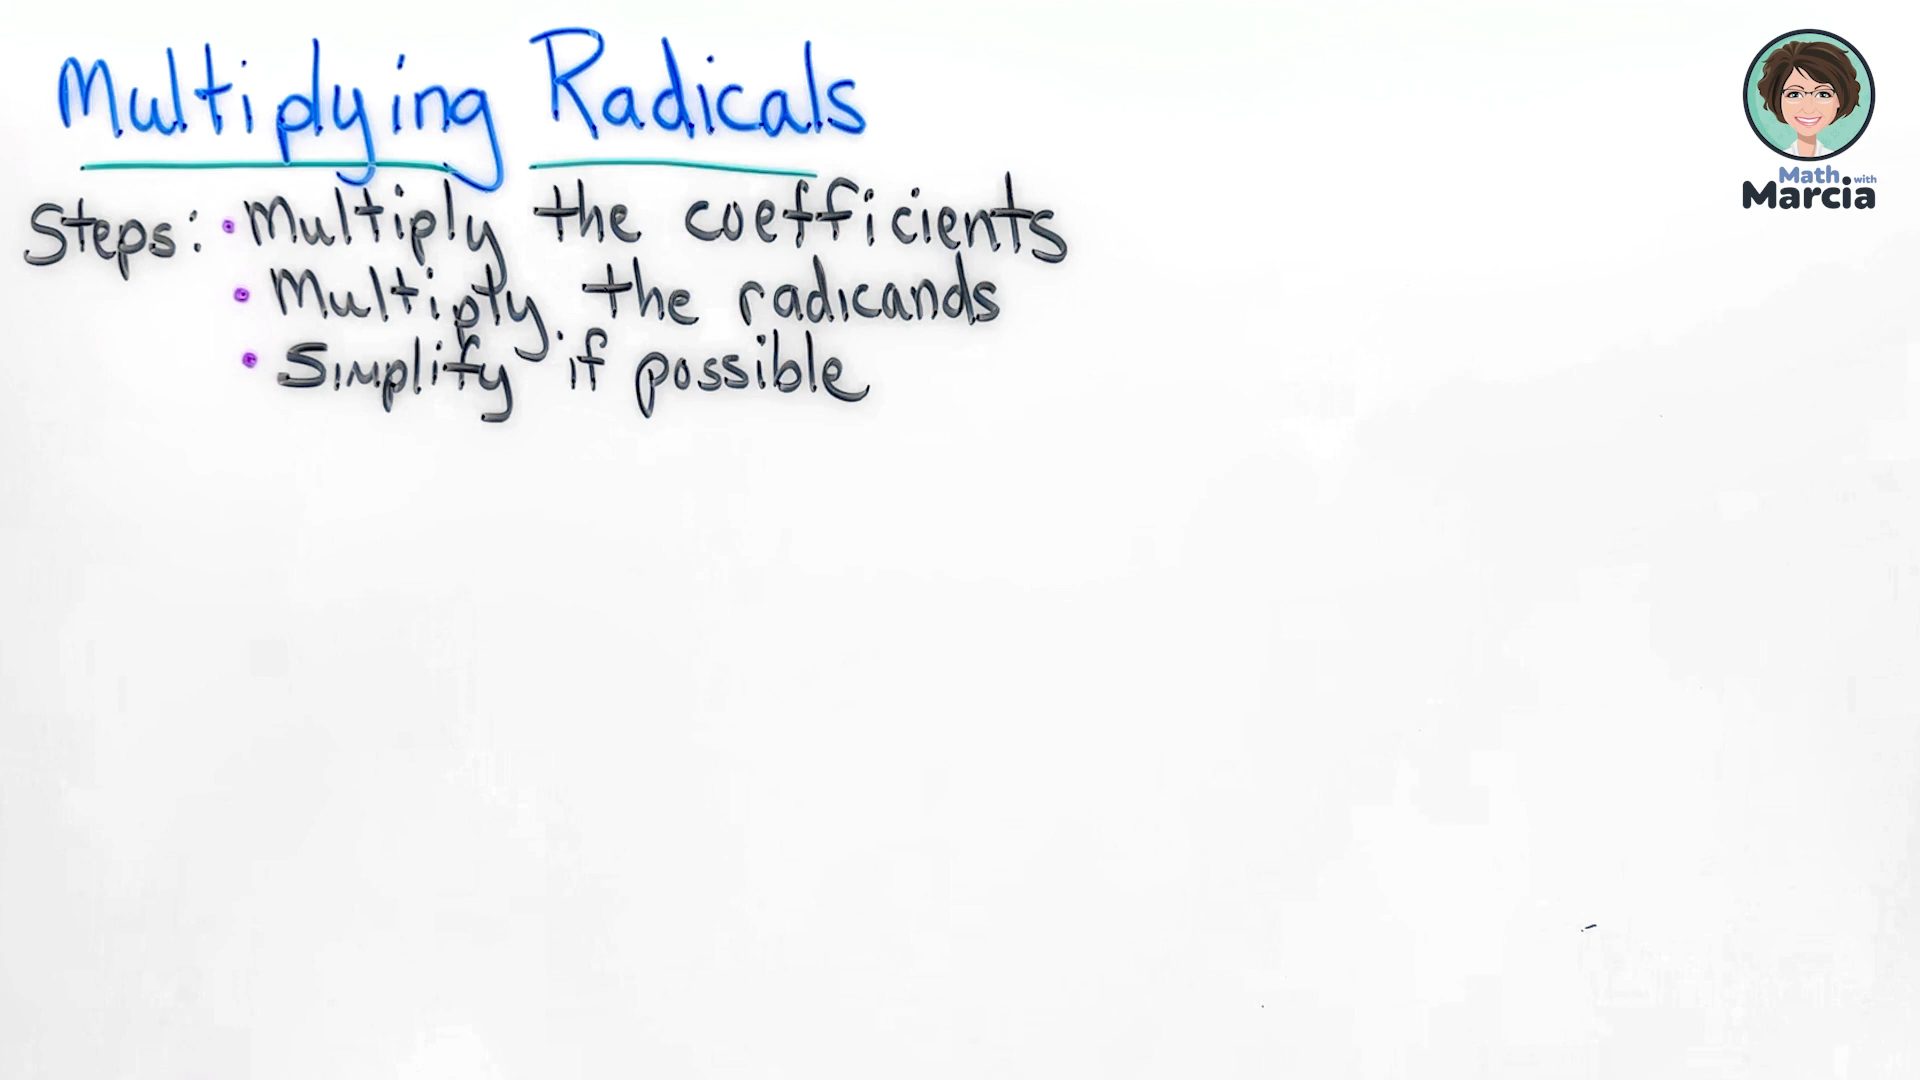 Multiplying Radicals
Steps: • Multiply the coefficients
• Multiply the radicands
• Simplify if possible
Math with
Marcia